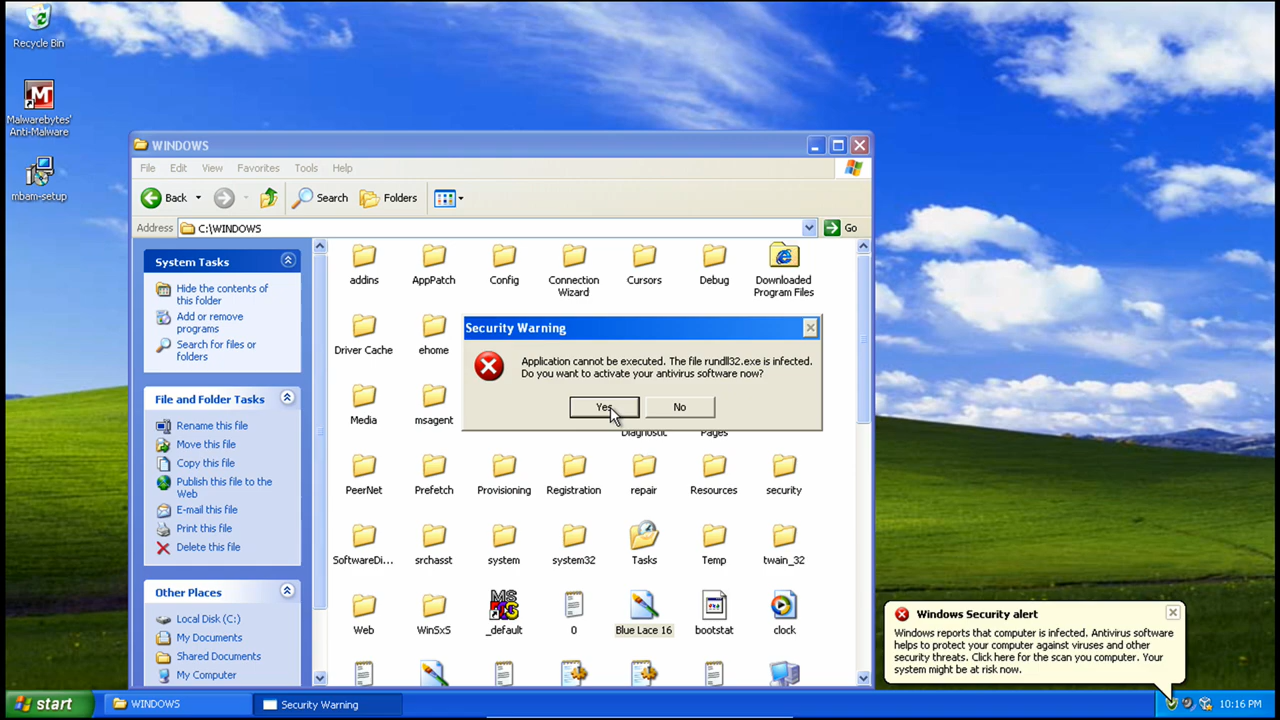 Recycle Bin
Malwarebytes'
Anti-Malware
mbam-setup
WINDOWS
File Edit View Favorites Tools Help
Back Search Folders
Address C:\WINDOWS Go
System Tasks
Hide the contents of
this folder
Add or remove
programs
Search for files or
folders
File and Folder Tasks
Rename this file
Move this file
Copy this file
Publish this file to the
Web
E-mail this file
Print this file
Delete this file
Other Places
Local Disk (C:)
My Documents
Shared Documents
My Computer
addins AppPatch Config Connection
Wizard Cursors Debug Downloaded
Program Files
Driver Cache ehome
Media msagent
Diagnostic Pages
PeerNet Prefetch Provisioning Registration repair Resources security
SoftwareDi... srchasst system system32 Tasks Temp twain_32
Web WinSxS _default 0 Blue Lace 16 bootstat clock
Security Warning
Application cannot be executed. The file rundll32.exe is infected.
Do you want to activate your antivirus software now?
Yes No
Windows Security alert
Windows reports that computer is infected. Antivirus software
helps to protect your computer against viruses and other
security threats. Click here for the scan you computer. Your
system might be at risk now.
start WINDOWS Security Warning 10:16 PM